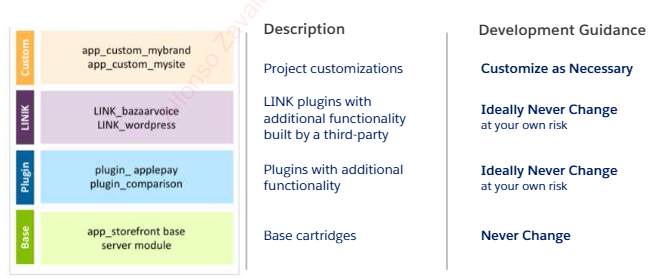 Description
Development Guidance
Custom
app_custom_mybrand
app_custom_mysite
Project customizations
Customize as Necessary
LINIK
LINK_bazaarvoice
LINK_wordpress
LINK plugins with
additional functionality
built by a third-party
Ideally Never Change
at your own risk
Plugin
plugin_ applepay
plugin_comparison
Plugins with additional
functionality
Ideally Never Change
at your own risk
Base
app_storefront base
server module
Base cartridges
Never Change